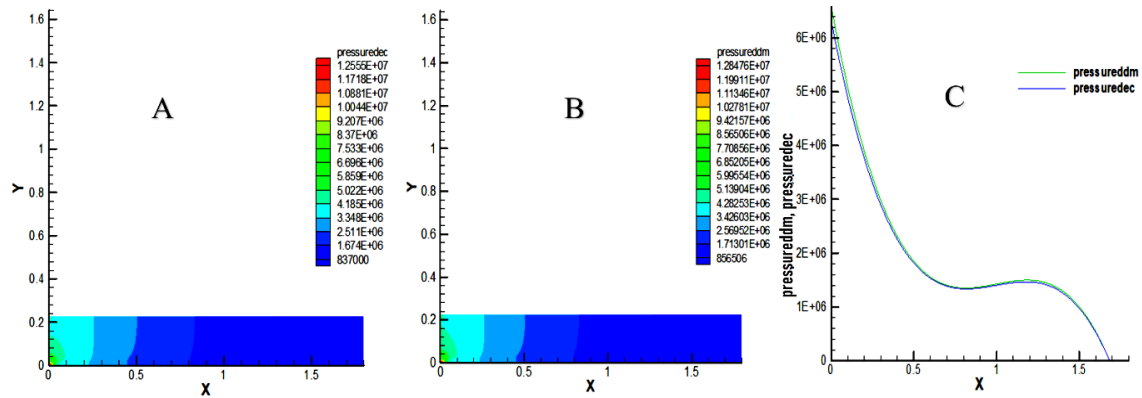 1.6
1.4
1.2
1
0.8
0.6
0.4
0.2
0
Y
0
0.5
1
1.5
X
A
pressuredec
1.2555E+07
1.1718E+07
1.0881E+07
1.0044E+07
9.207E+06
8.37E+06
7.533E+06
6.696E+06
5.859E+06
5.022E+06
4.185E+06
3.348E+06
2.511E+06
1.674E+06
837000
1.6
1.4
1.2
1
0.8
0.6
0.4
0.2
0
Y
0
0.5
1
1.5
X
B
pressureddm
1.28476E+07
1.19911E+07
1.11346E+07
1.02781E+07
9.42157E+06
8.56506E+06
7.70856E+06
6.85205E+06
5.99554E+06
5.13904E+06
4.28253E+06
3.42603E+06
2.56952E+06
1.71301E+06
856506
6E+06
5E+06
4E+06
3E+06
2E+06
1E+06
0
pressureddm, pressuredec
0
0.5
1
1.5
X
C
pressureddm
pressuredec